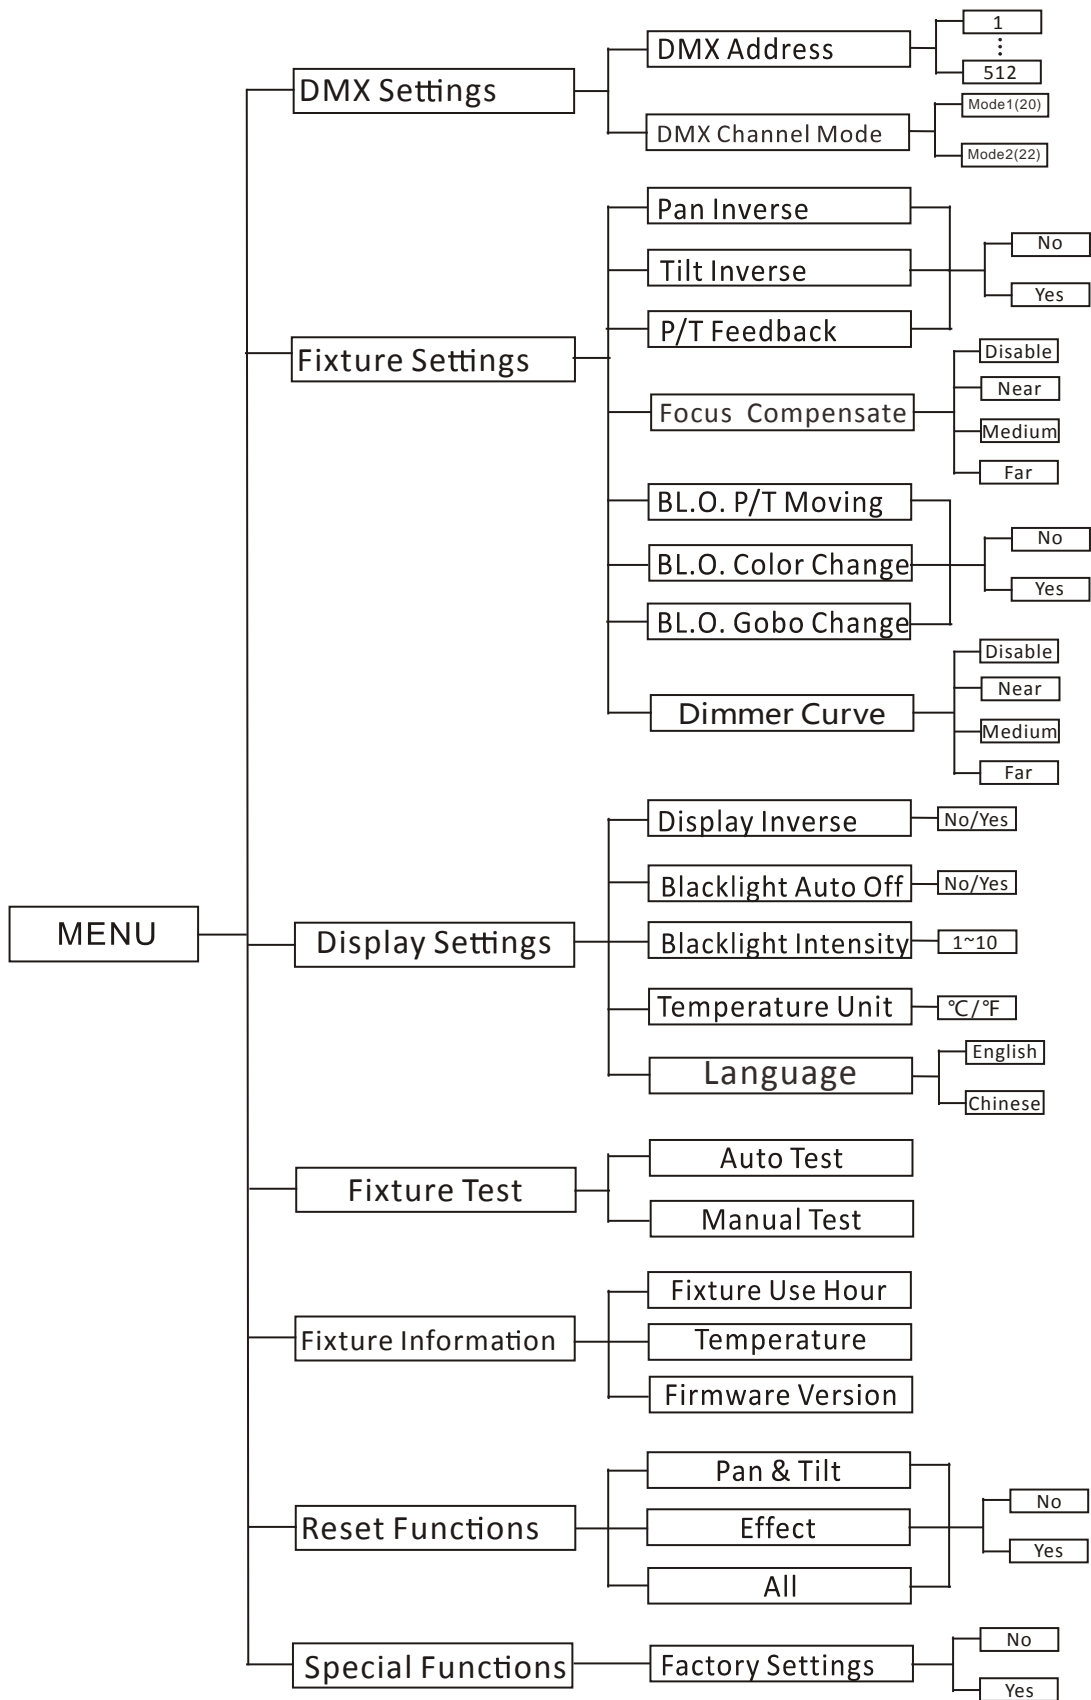 MENU
DMX Settings
DMX Address
1
512
DMX Channel Mode
Mode1(20)
Mode2(22)
Fixture Settings
Pan Inverse
Tilt Inverse
P/T Feedback
No
Yes
Focus Compensate
Disable
Near
Medium
Far
BL.O. P/T Moving
BL.O. Color Change
BL.O. Gobo Change
No
Yes
Dimmer Curve
Disable
Near
Medium
Far
Display Settings
Display Inverse
No/Yes
Blacklight Auto Off
No/Yes
Blacklight Intensity
1~10
Temperature Unit
℃/℉
Language
English
Chinese
Fixture Test
Auto Test
Manual Test
Fixture Information
Fixture Use Hour
Temperature
Firmware Version
Reset Functions
Pan & Tilt
Effect
All
No
Yes
Special Functions
Factory Settings
No
Yes